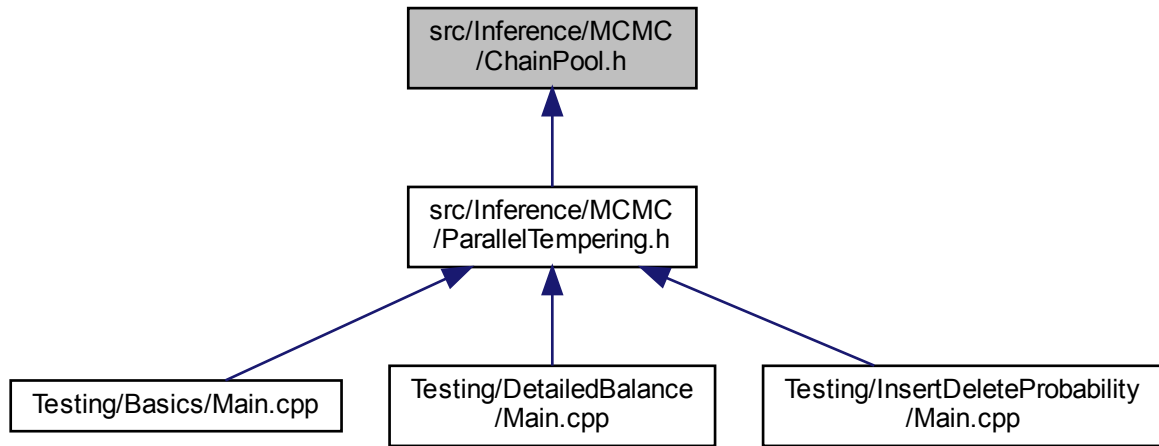 src/Inference/MCMC
/ChainPool.h
src/Inference/MCMC
/ParallelTempering.h
Testing/Basics/Main.cpp
Testing/DetailedBalance
/Main.cpp
Testing/InsertDeleteProbability
/Main.cpp